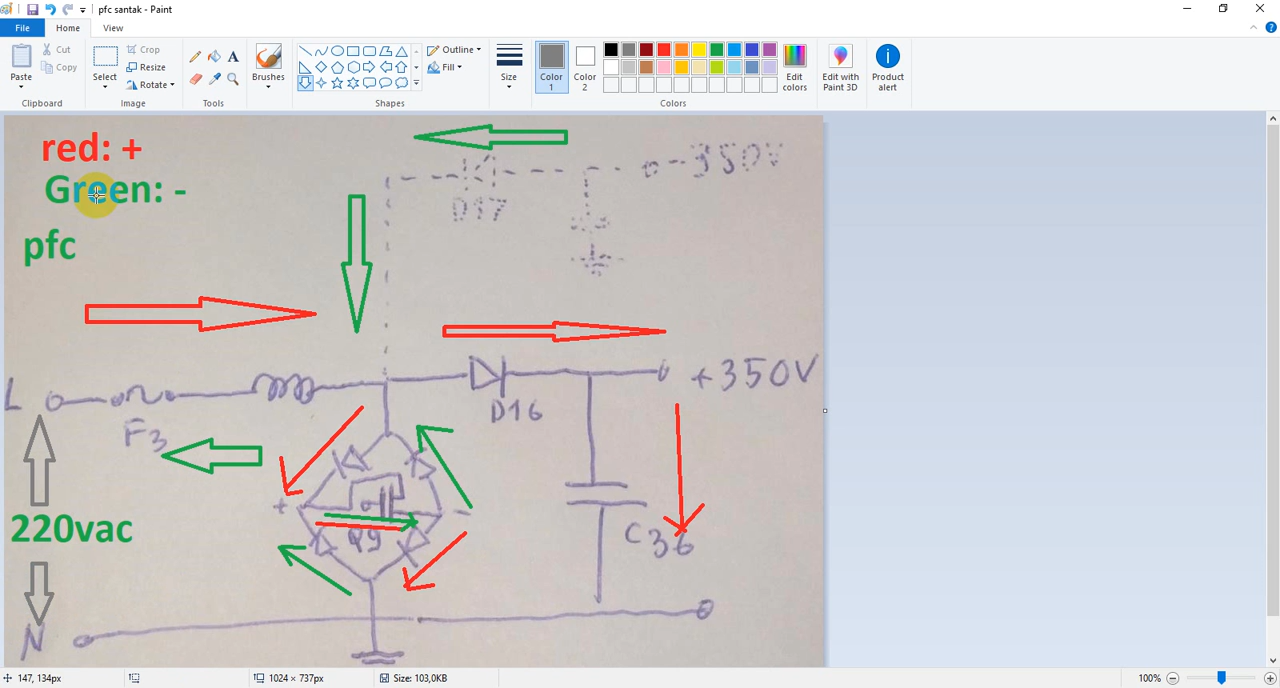 pfc santak - Paint
File
Home
View
Paste
Cut
Copy
Clipboard
Select
Crop
Resize
Rotate
Image
Tools
Brushes
Shapes
Outline
Fill
Size
Color
1
Color
2
Colors
Edit
colors
Edit with
Paint 3D
Product
alert
red: +
Green: -
pfc
-350V
D17
L
F3
D16
+350V
+
-
Q9
C36
220vac
N
147, 134px
1024 × 737px
Size: 103,0KB
100%